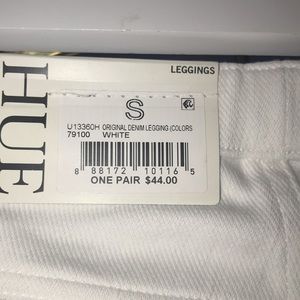 HUE
LEGGINGS
S
U13360H ORIGINAL DENIM LEGGING (COLORS
79100 WHITE
8 88172 10116 5
ONE PAIR $44.00